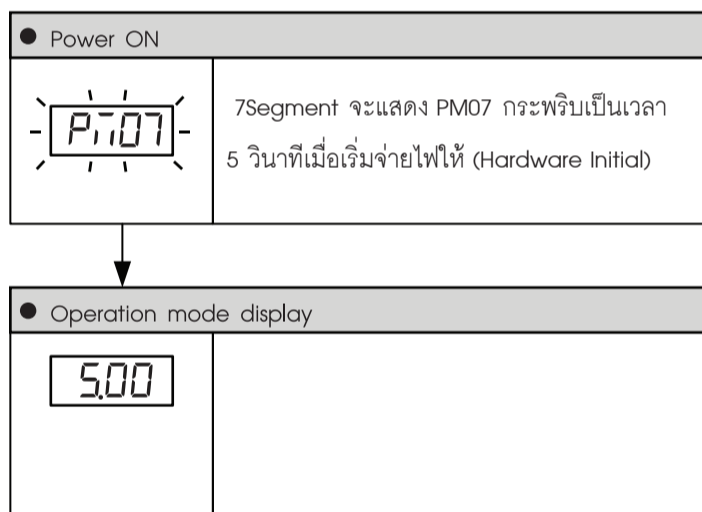 ● Power ON
PM07
7Segment จะแสดง PM07 กระพริบเป็นเวลา
5 วินาทีเมื่อเริ่มจ่ายไฟให้ (Hardware Initial)
● Operation mode display
5.00